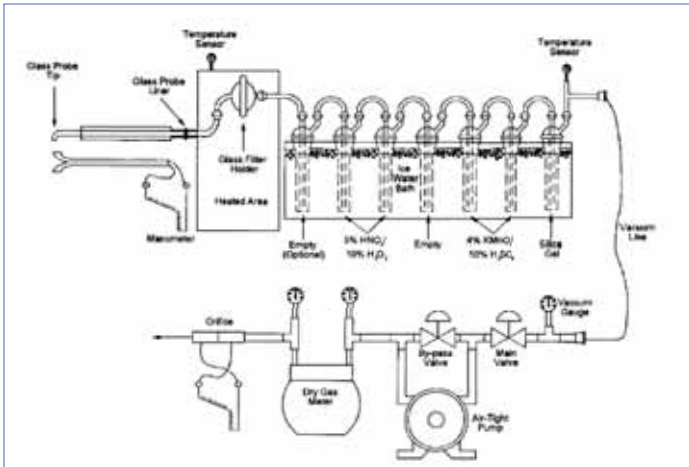 Temperature
Sensor
Temperature
Sensor
Glass Probe
Tip
Glass Probe
Liner
Glass Filter
Holder
Heated Area
Manometer
Ice
Water
Bath
Empty
(Optional)
5% HNO₃/
10% H₂O₂
Empty
4% KMnO₄/
10% H₂SO₄
Silica
Gel
Vacuum
Line
Vacuum
Gauge
Orifice
By-pass
Valve
Main
Valve
Dry Gas
Meter
Air-Tight
Pump